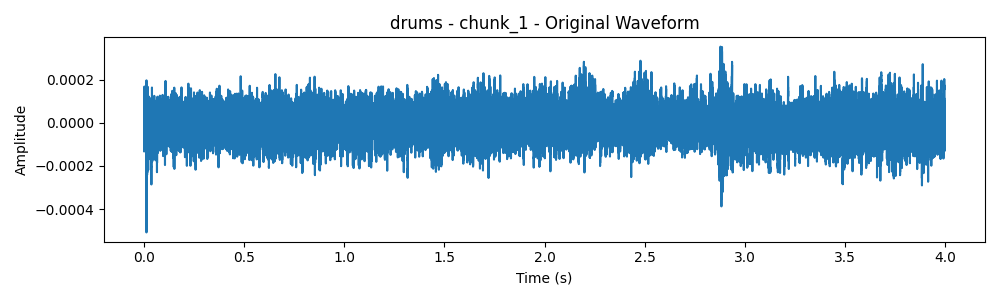 drums - chunk_1 - Original Waveform
Amplitude
0.0002
0.0000
−0.0002
−0.0004
0.0 0.5 1.0 1.5 2.0 2.5 3.0 3.5 4.0
Time (s)